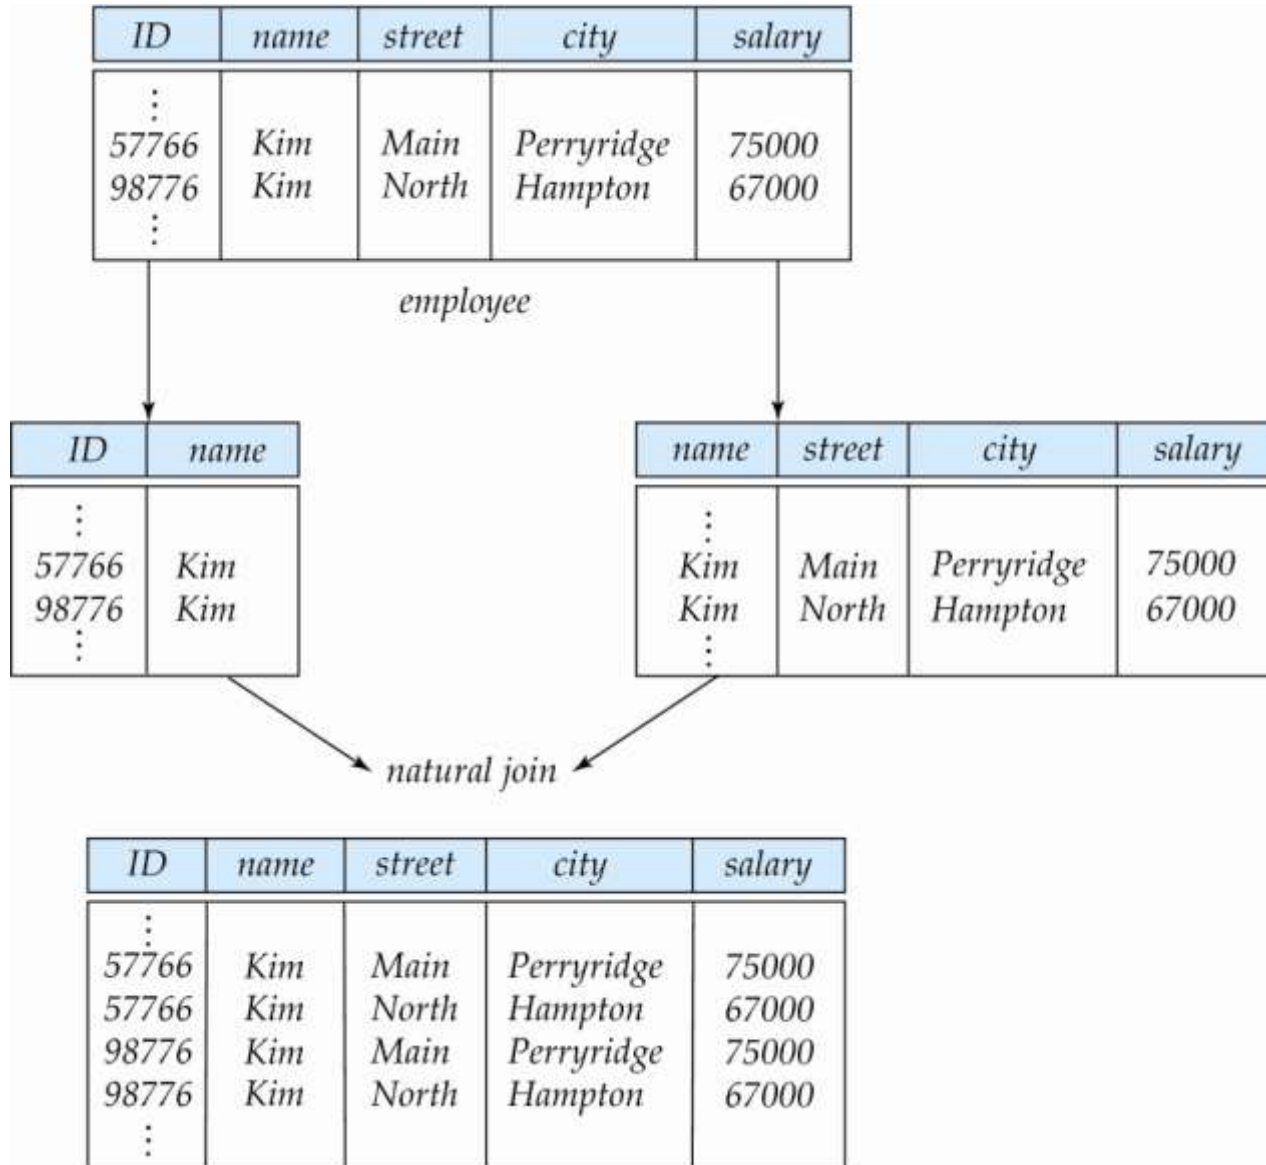 ID name street city salary
⋮
57766 Kim Main Perryridge 75000
98776 Kim North Hampton 67000
⋮
employee
ID name
⋮
57766 Kim
98776 Kim
⋮
name street city salary
⋮
Kim Main Perryridge 75000
Kim North Hampton 67000
⋮
natural join
ID name street city salary
⋮
57766 Kim Main Perryridge 75000
57766 Kim North Hampton 67000
98776 Kim Main Perryridge 75000
98776 Kim North Hampton 67000
⋮